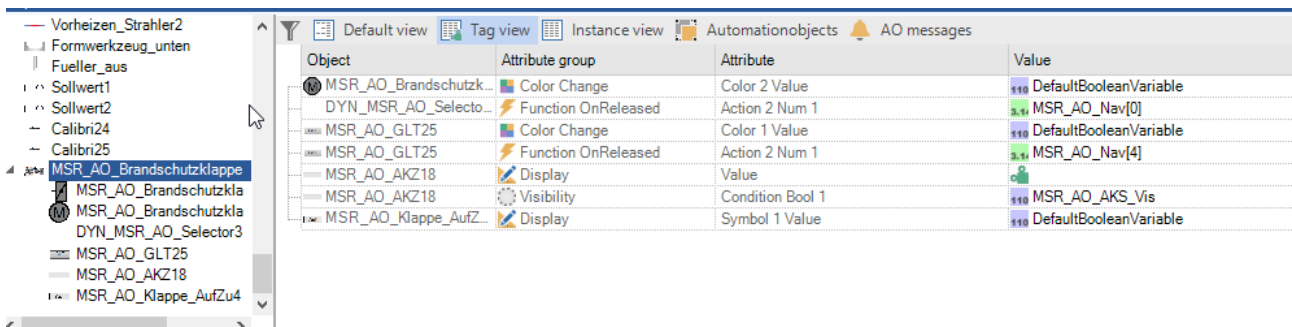 Vorheizen_Strahler2
Formwerkzeug_unten
Fueller_aus
Sollwert1
Sollwert2
Calibri24
Calibri25
MSR_AO_Brandschutzklappe
MSR_AO_Brandschutzkla
MSR_AO_Brandschutzkla
DYN_MSR_AO_Selector3
MSR_AO_GLT25
MSR_AO_AKZ18
MSR_AO_Klappe_AufZu4
Default view Tag view Instance view Automationobjects AO messages
Object Attribute group Attribute Value
MSR_AO_Brandschutzk... Color Change Color 2 Value DefaultBooleanVariable
DYN_MSR_AO_Selecto... Function OnReleased Action 2 Num 1 MSR_AO_Nav[0]
MSR_AO_GLT25 Color Change Color 1 Value DefaultBooleanVariable
MSR_AO_GLT25 Function OnReleased Action 2 Num 1 MSR_AO_Nav[4]
MSR_AO_AKZ18 Display Value
MSR_AO_AKZ18 Visibility Condition Bool 1 MSR_AO_AKS_Vis
MSR_AO_Klappe_AufZ... Display Symbol 1 Value DefaultBooleanVariable